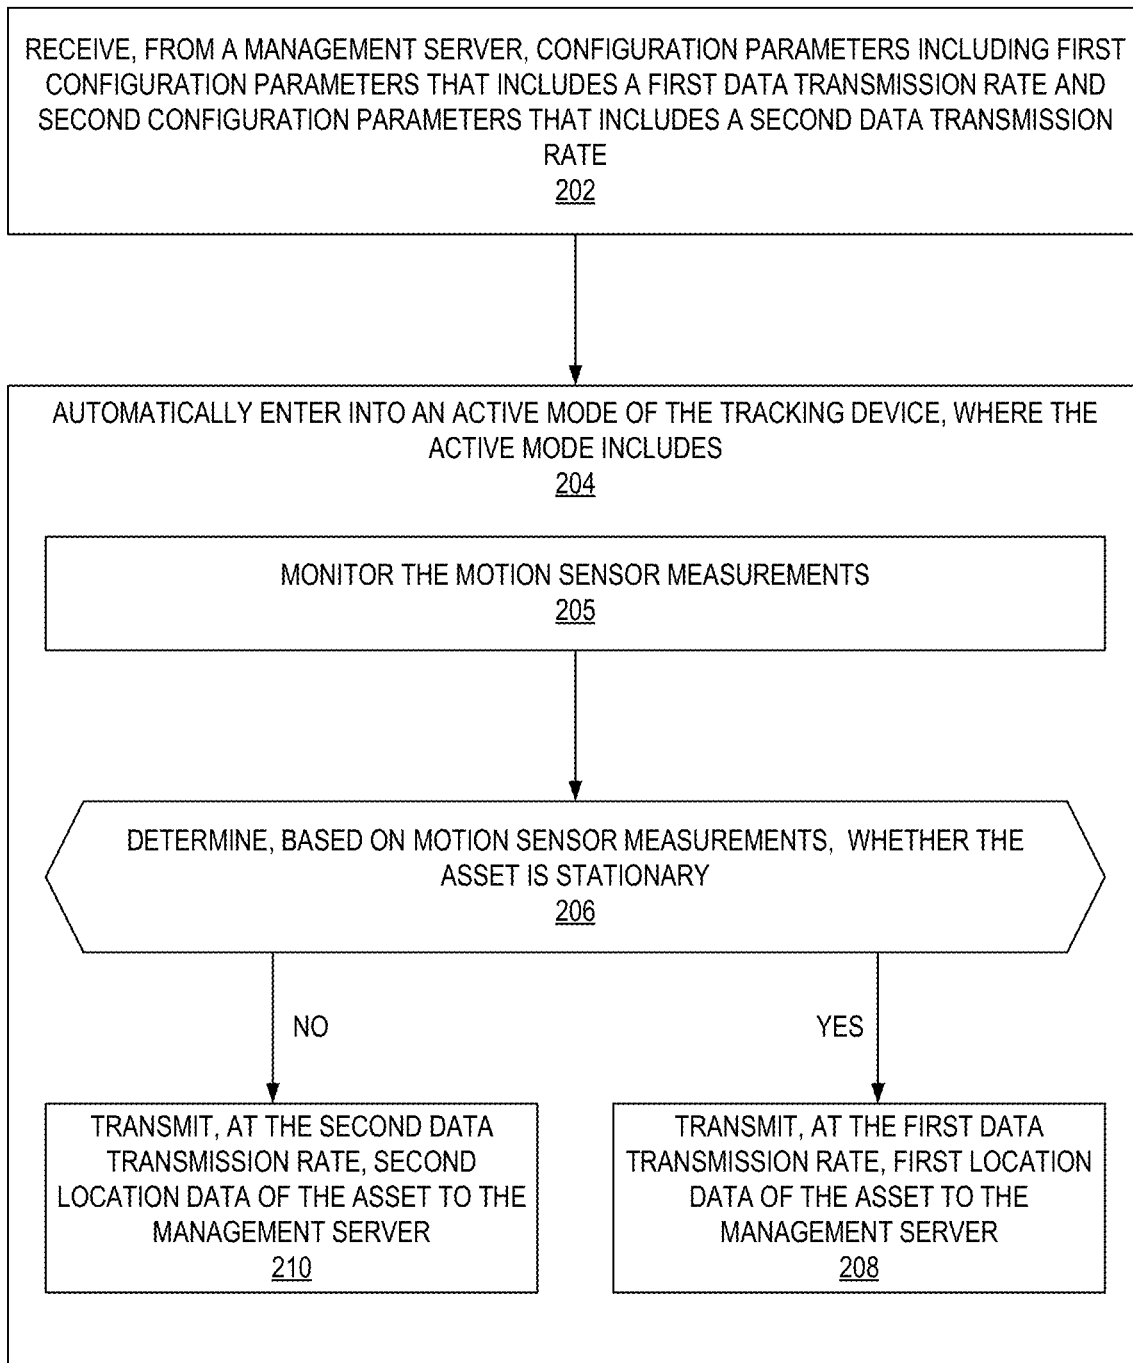 RECEIVE, FROM A MANAGEMENT SERVER, CONFIGURATION PARAMETERS INCLUDING FIRST
CONFIGURATION PARAMETERS THAT INCLUDES A FIRST DATA TRANSMISSION RATE AND
SECOND CONFIGURATION PARAMETERS THAT INCLUDES A SECOND DATA TRANSMISSION
RATE
202
AUTOMATICALLY ENTER INTO AN ACTIVE MODE OF THE TRACKING DEVICE, WHERE THE
ACTIVE MODE INCLUDES
204
MONITOR THE MOTION SENSOR MEASUREMENTS
205
DETERMINE, BASED ON MOTION SENSOR MEASUREMENTS, WHETHER THE
ASSET IS STATIONARY
206
NO
YES
TRANSMIT, AT THE SECOND DATA
TRANSMISSION RATE, SECOND
LOCATION DATA OF THE ASSET TO THE
MANAGEMENT SERVER
210
TRANSMIT, AT THE FIRST DATA
TRANSMISSION RATE, FIRST LOCATION
DATA OF THE ASSET TO THE
MANAGEMENT SERVER
208